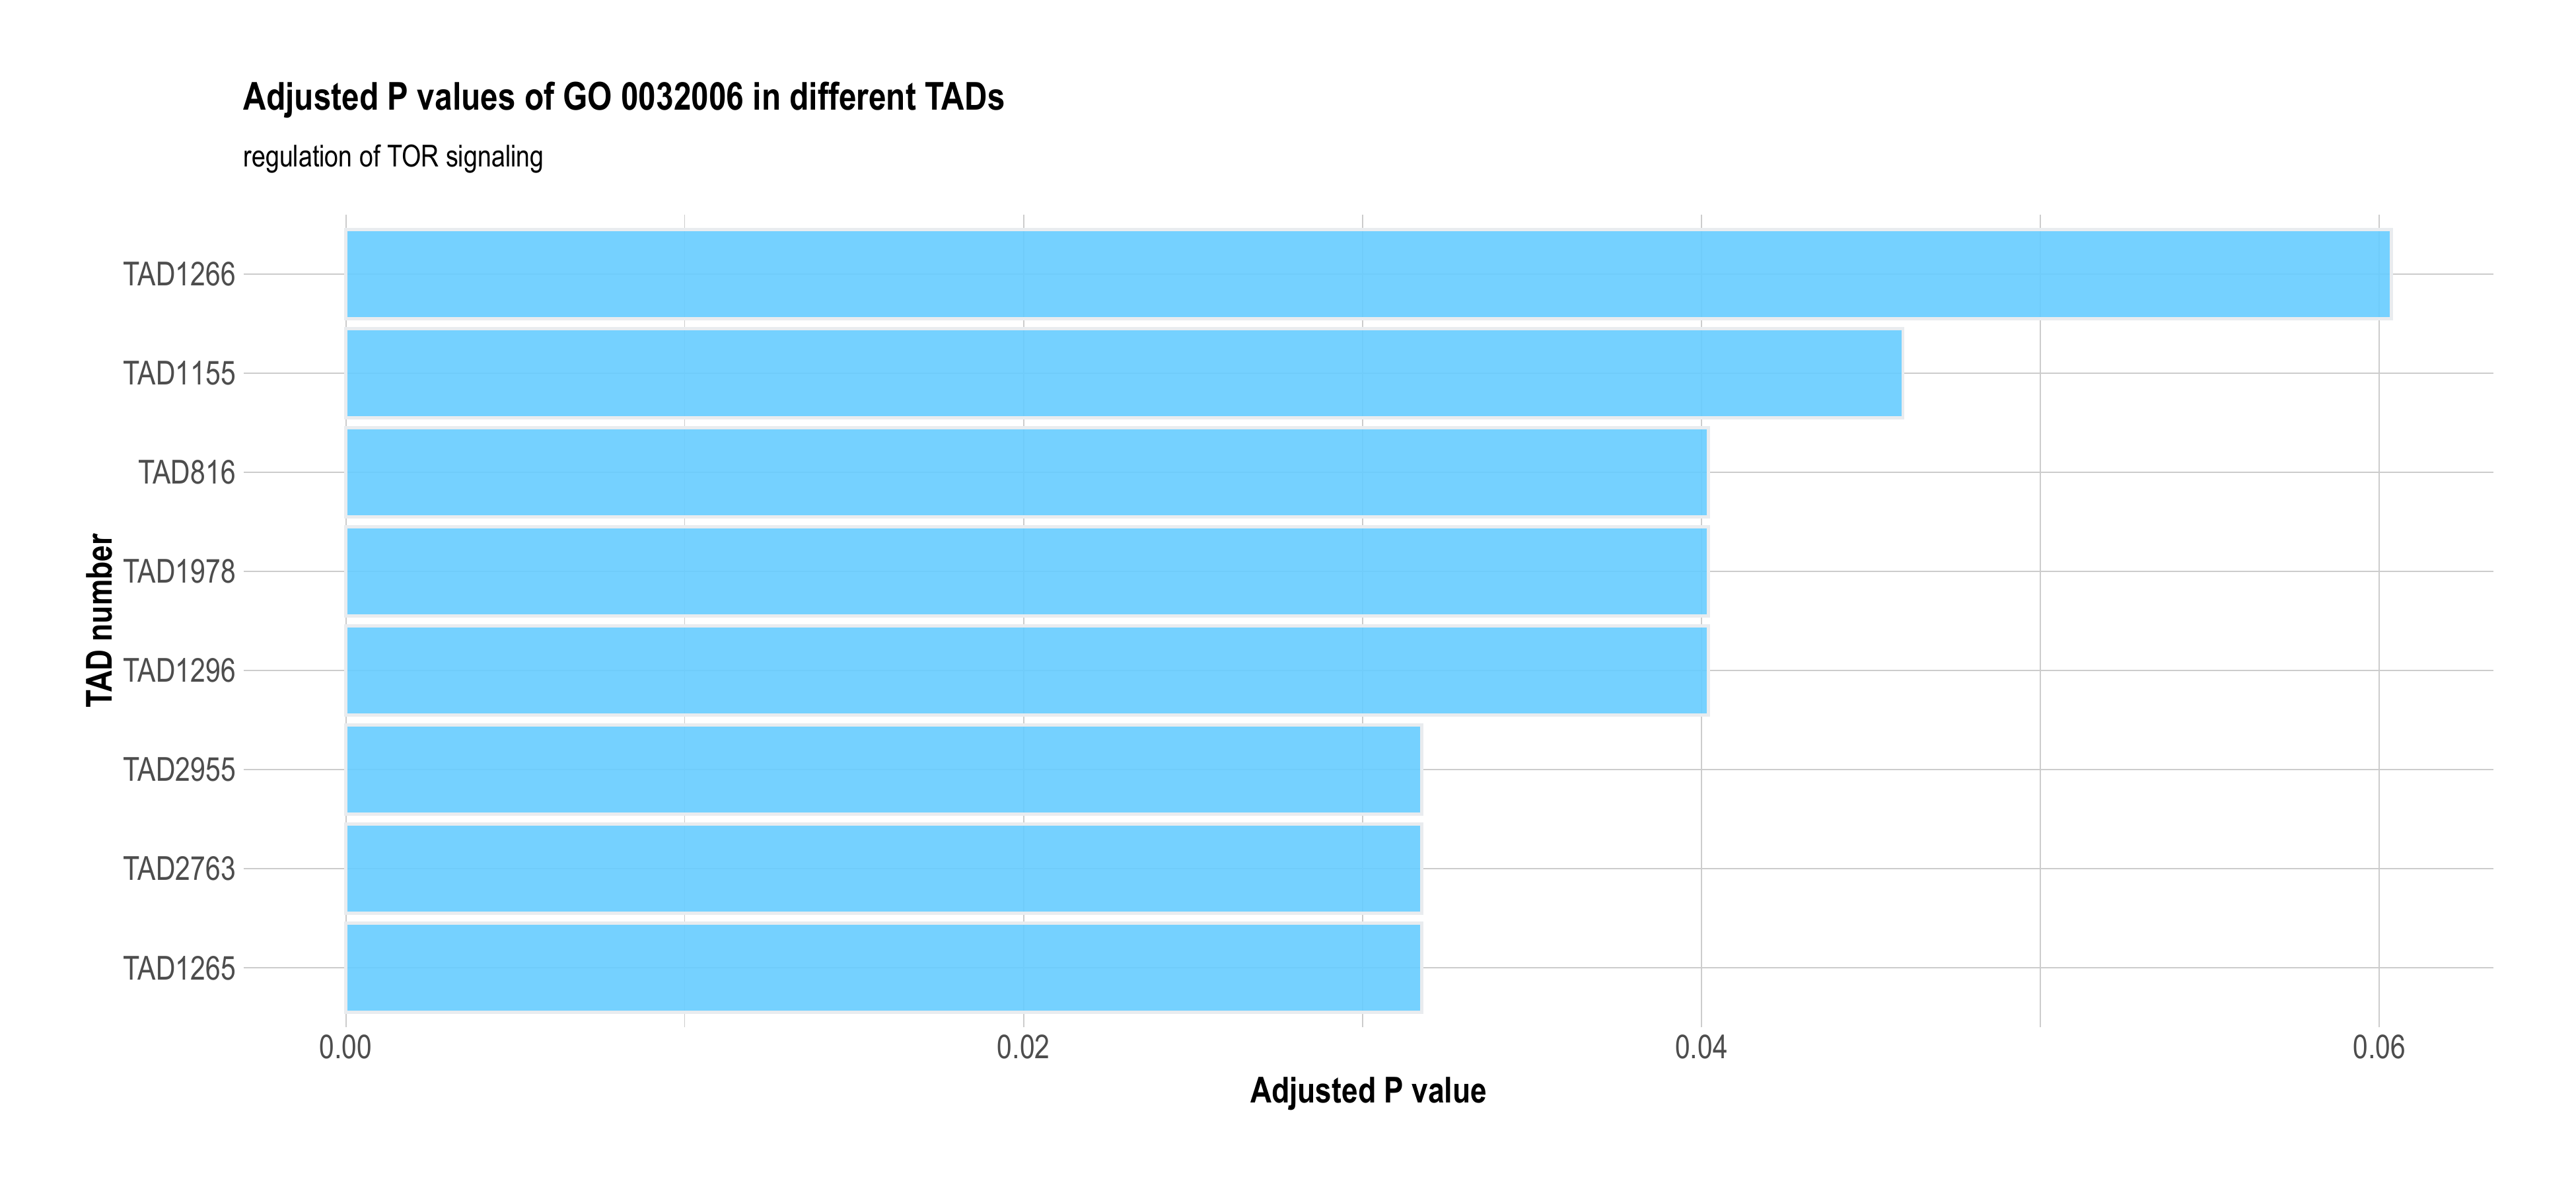 Adjusted P values of GO 0032006 in different TADs
regulation of TOR signaling
TAD number
TAD1266
TAD1155
TAD816
TAD1978
TAD1296
TAD2955
TAD2763
TAD1265
0.00 0.02 0.04 0.06
Adjusted P value